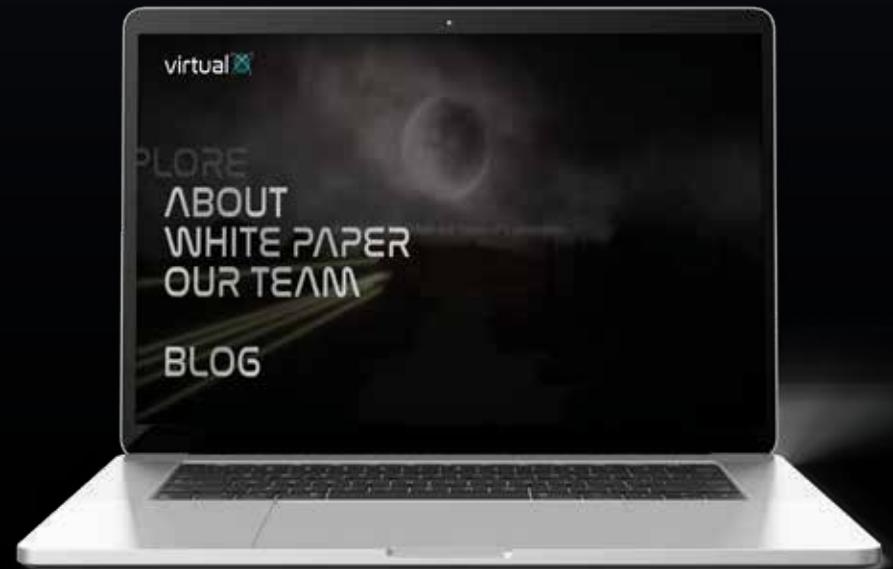 virtual
PLORE
ABOUT
WHITE PAPER
OUR TEAM
BLOG